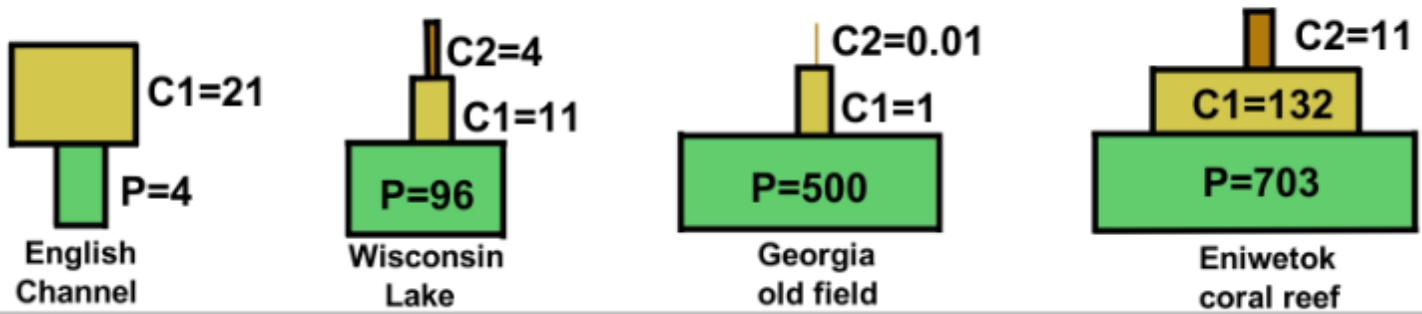 C1=21
P=4
English
Channel
C2=4
C1=11
P=96
Wisconsin
Lake
C2=0.01
C1=1
P=500
Georgia
old field
C2=11
C1=132
P=703
Eniwetok
coral reef